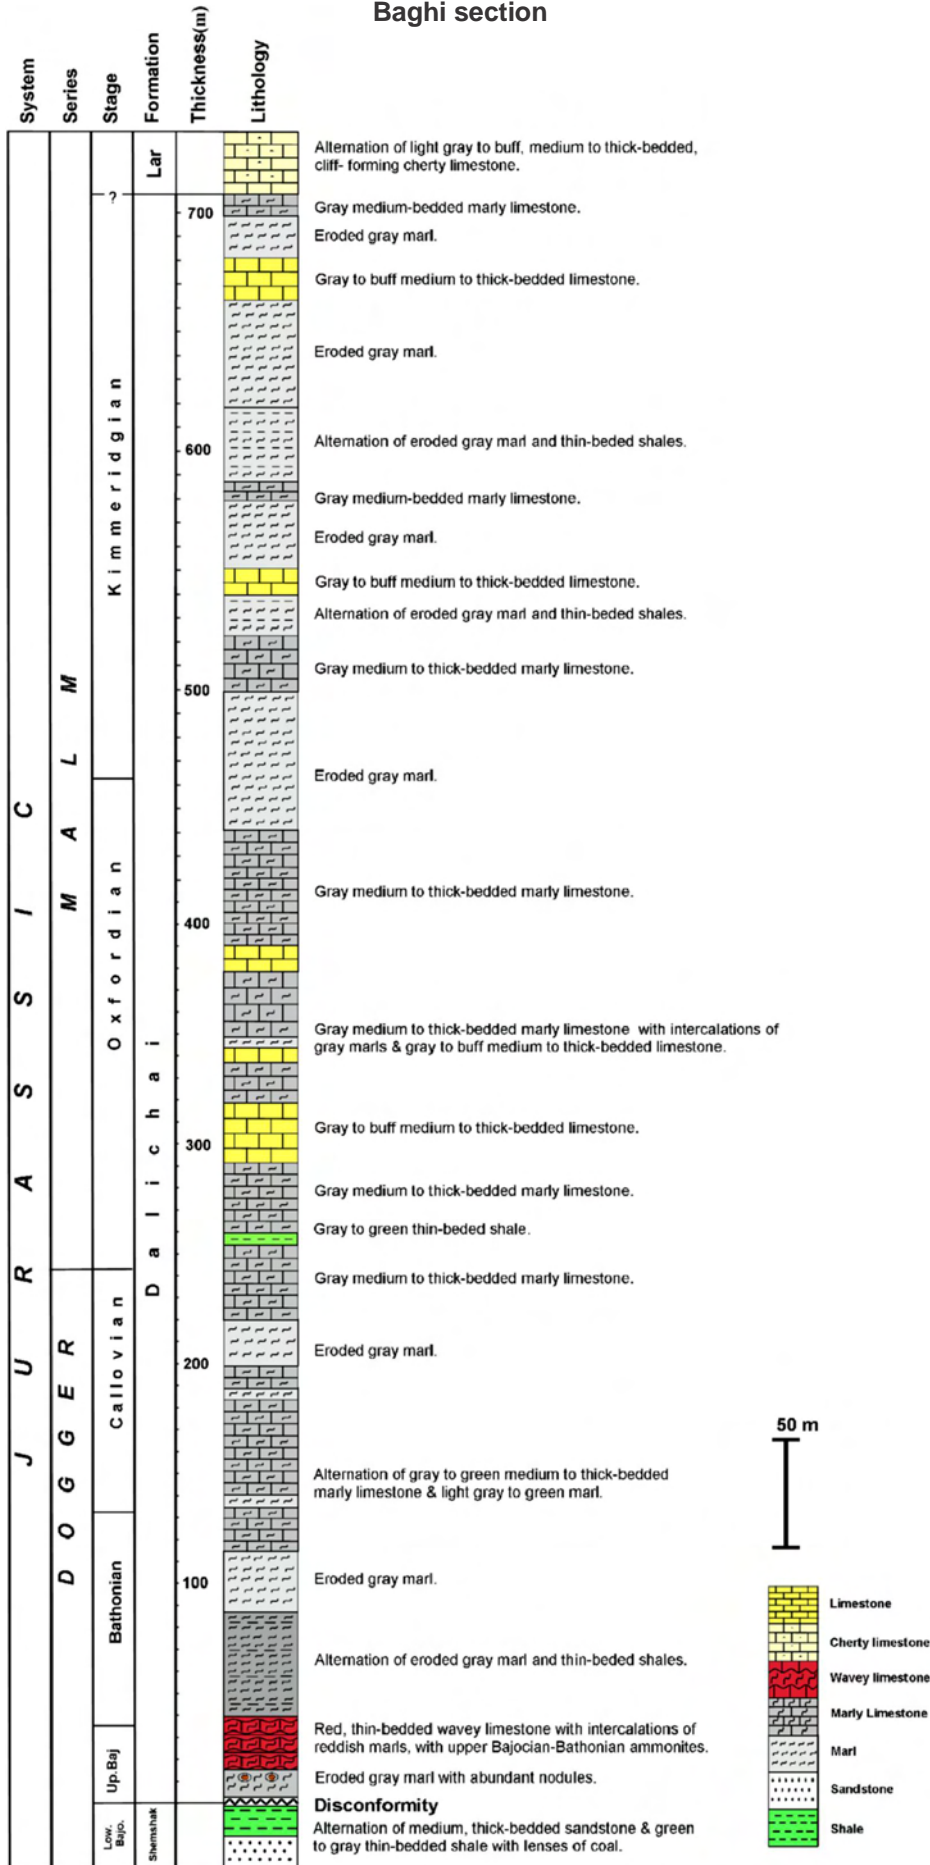 Baghi section
System
Series
Stage
Formation
Thickness(m)
Lithology
Lar
Alternation of light gray to buff, medium to thick-bedded,
cliff- forming cherty limestone.
?
700
Gray medium-bedded marly limestone.
Eroded gray marl.
Gray to buff medium to thick-bedded limestone.
Eroded gray marl.
Kimmeridgian
600
Alternation of eroded gray marl and thin-beded shales.
Gray medium-bedded marly limestone.
Eroded gray marl.
Gray to buff medium to thick-bedded limestone.
Alternation of eroded gray marl and thin-beded shales.
Gray medium to thick-bedded marly limestone.
500
MALM
Eroded gray marl.
JURASSIC
Oxfordian
Gray medium to thick-bedded marly limestone.
400
Gray medium to thick-bedded marly limestone with intercalations of
gray marls & gray to buff medium to thick-bedded limestone.
Dalichai
Gray to buff medium to thick-bedded limestone.
300
Gray medium to thick-bedded marly limestone.
Gray to green thin-beded shale.
Gray medium to thick-bedded marly limestone.
Callovian
DOGGER
Eroded gray marl.
200
50 m
Alternation of gray to green medium to thick-bedded
marly limestone & light gray to green marl.
Bathonian
100
Eroded gray marl.
Alternation of eroded gray marl and thin-beded shales.
Red, thin-bedded wavey limestone with intercalations of
reddish marls, with upper Bajocian-Bathonian ammonites.
Up.Baj
Eroded gray marl with abundant nodules.
Disconformity
Low.
Bajo.
Shemshak
Alternation of medium, thick-bedded sandstone & green
to gray thin-bedded shale with lenses of coal.
Limestone
Cherty limestone
Wavey limestone
Marly Limestone
Marl
Sandstone
Shale